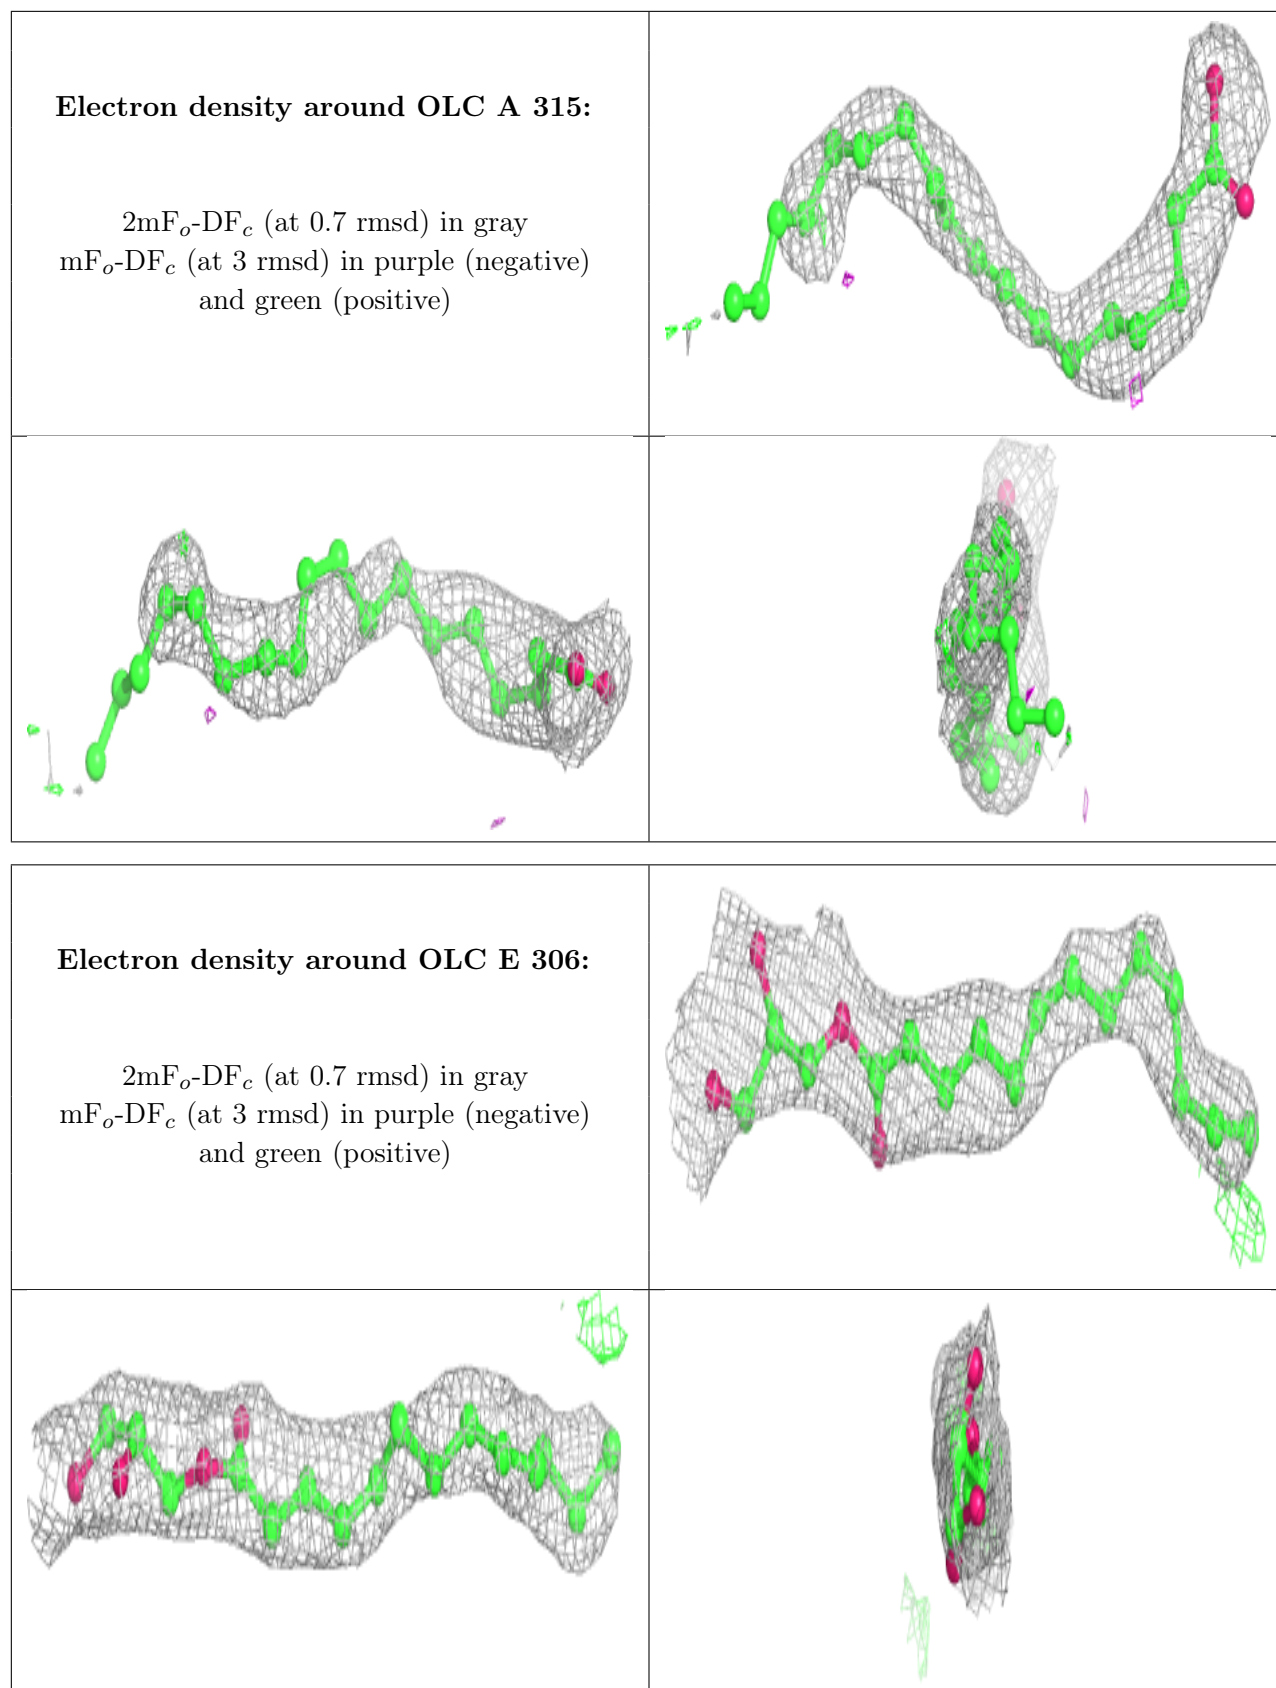 Electron density around OLC A 315:
2mFo-DFc (at 0.7 rmsd) in gray
mFo-DFc (at 3 rmsd) in purple (negative)
and green (positive)
Electron density around OLC E 306:
2mFo-DFc (at 0.7 rmsd) in gray
mFo-DFc (at 3 rmsd) in purple (negative)
and green (positive)